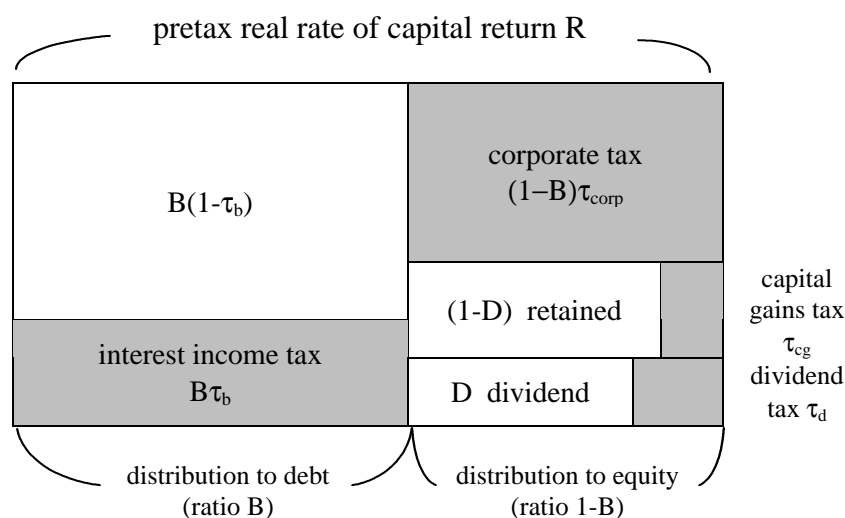 pretax real rate of capital return R
B(1-τb)
corporate tax
(1–B)τcorp
(1-D) retained
capital
gains tax
τcg
interest income tax
Bτb
D dividend
dividend
tax τd
distribution to debt
(ratio B)
distribution to equity
(ratio 1-B)